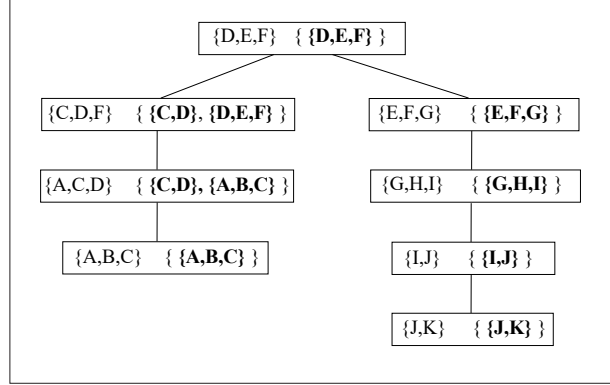 {D,E,F} { {D,E,F} }
{C,D,F} { {C,D}, {D,E,F} }
{E,F,G} { {E,F,G} }
{A,C,D} { {C,D}, {A,B,C} }
{G,H,I} { {G,H,I} }
{A,B,C} { {A,B,C} }
{I,J} { {I,J} }
{J,K} { {J,K} }